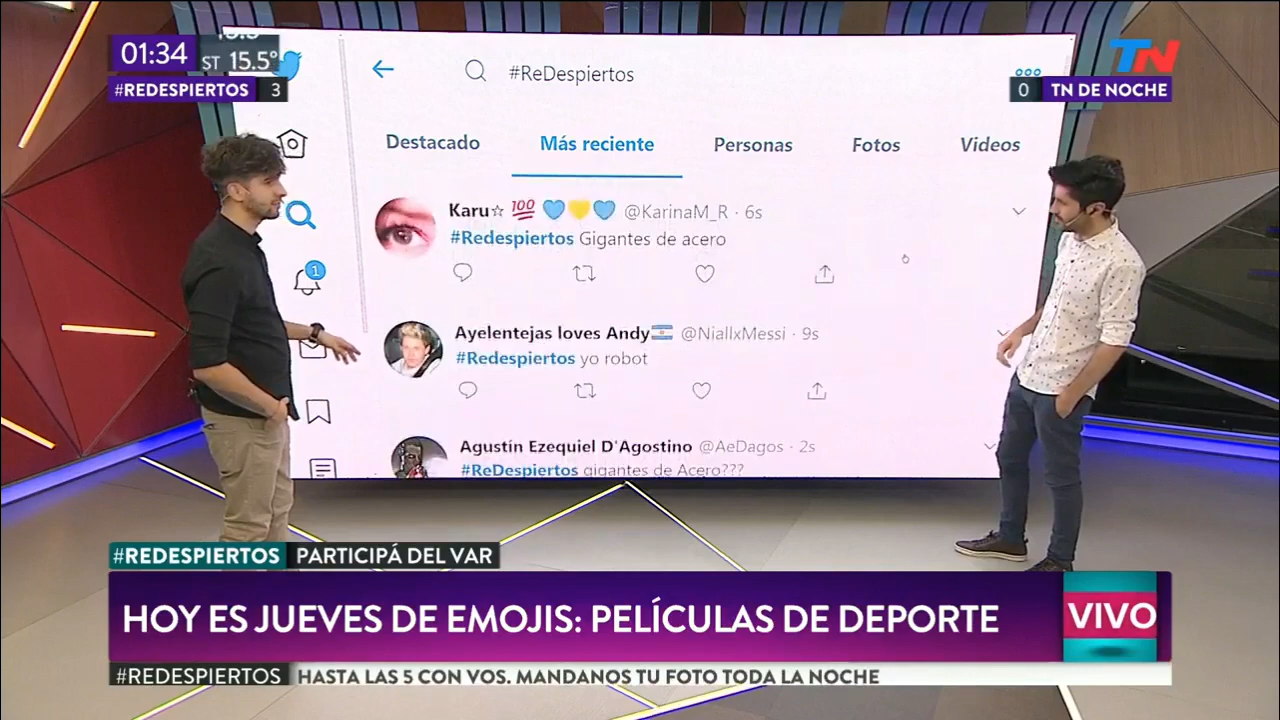 01:34
ST 15.5°
#REDESPIERTOS 3
TN
0 TN DE NOCHE
#ReDespiertos
Destacado Más reciente Personas Fotos Videos
Karu☆ 💯 💙 💛 💙 @KarinaM_R · 6s
#Redespiertos Gigantes de acero
1
Ayelentejas loves Andy🇦🇷 @NiallxMessi · 9s
#Redespiertos yo robot
Agustín Ezequiel D'Agostino @AeDagos · 2s
#ReDespiertos gigantes de Acero???
#REDESPIERTOS PARTICIPÁ DEL VAR
HOY ES JUEVES DE EMOJIS: PELÍCULAS DE DEPORTE
VIVO
#REDESPIERTOS HASTA LAS 5 CON VOS. MANDANOS TU FOTO TODA LA NOCHE